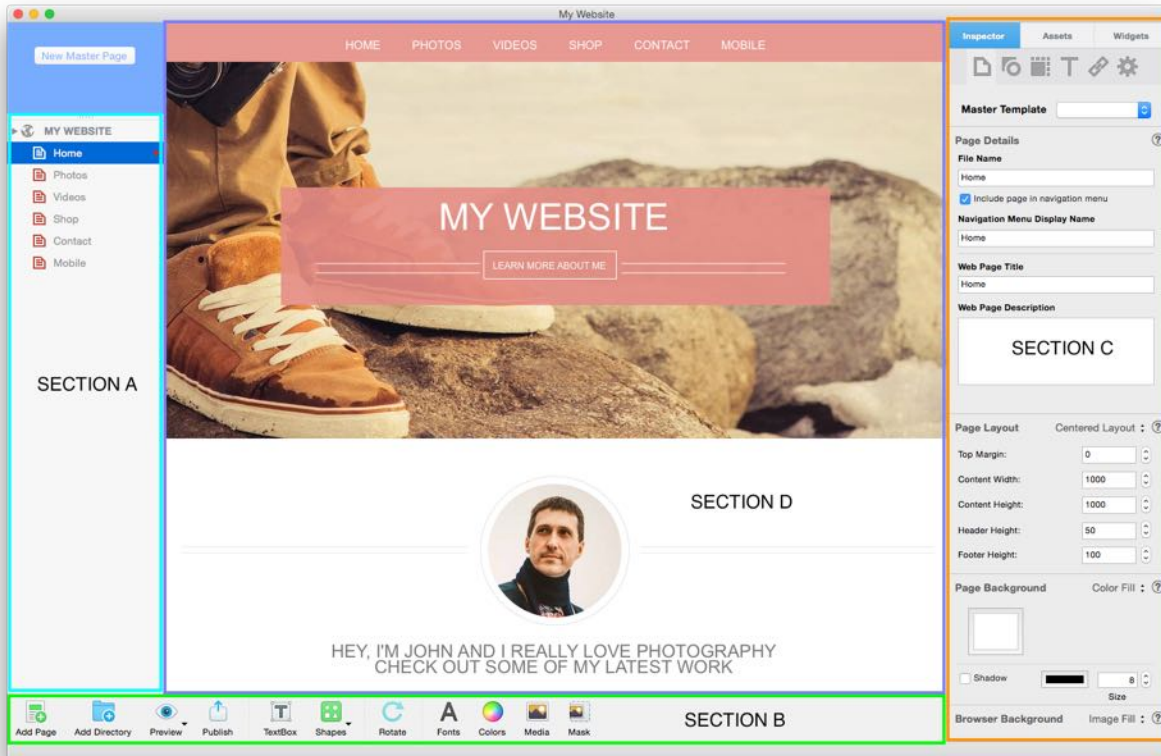 My Website
New Master Page
MY WEBSITE
Home
Photos
Videos
Shop
Contact
Mobile
SECTION A
HOME PHOTOS VIDEOS SHOP CONTACT MOBILE
MY WEBSITE
LEARN MORE ABOUT ME
SECTION D
HEY, I'M JOHN AND I REALLY LOVE PHOTOGRAPHY
CHECK OUT SOME OF MY LATEST WORK
Inspector Assets Widgets
Master Template
Page Details ?
File Name
Home
Include page in navigation menu
Navigation Menu Display Name
Home
Web Page Title
Home
Web Page Description
SECTION C
Page Layout Centered Layout ?
Top Margin: 0
Content Width: 1000
Content Height: 1000
Header Height: 50
Footer Height: 100
Page Background Color Fill ?
Shadow 8
Size
Browser Background Image Fill ?
Add Page Add Directory Preview Publish TextBox Shapes Rotate Fonts Colors Media Mask
SECTION B